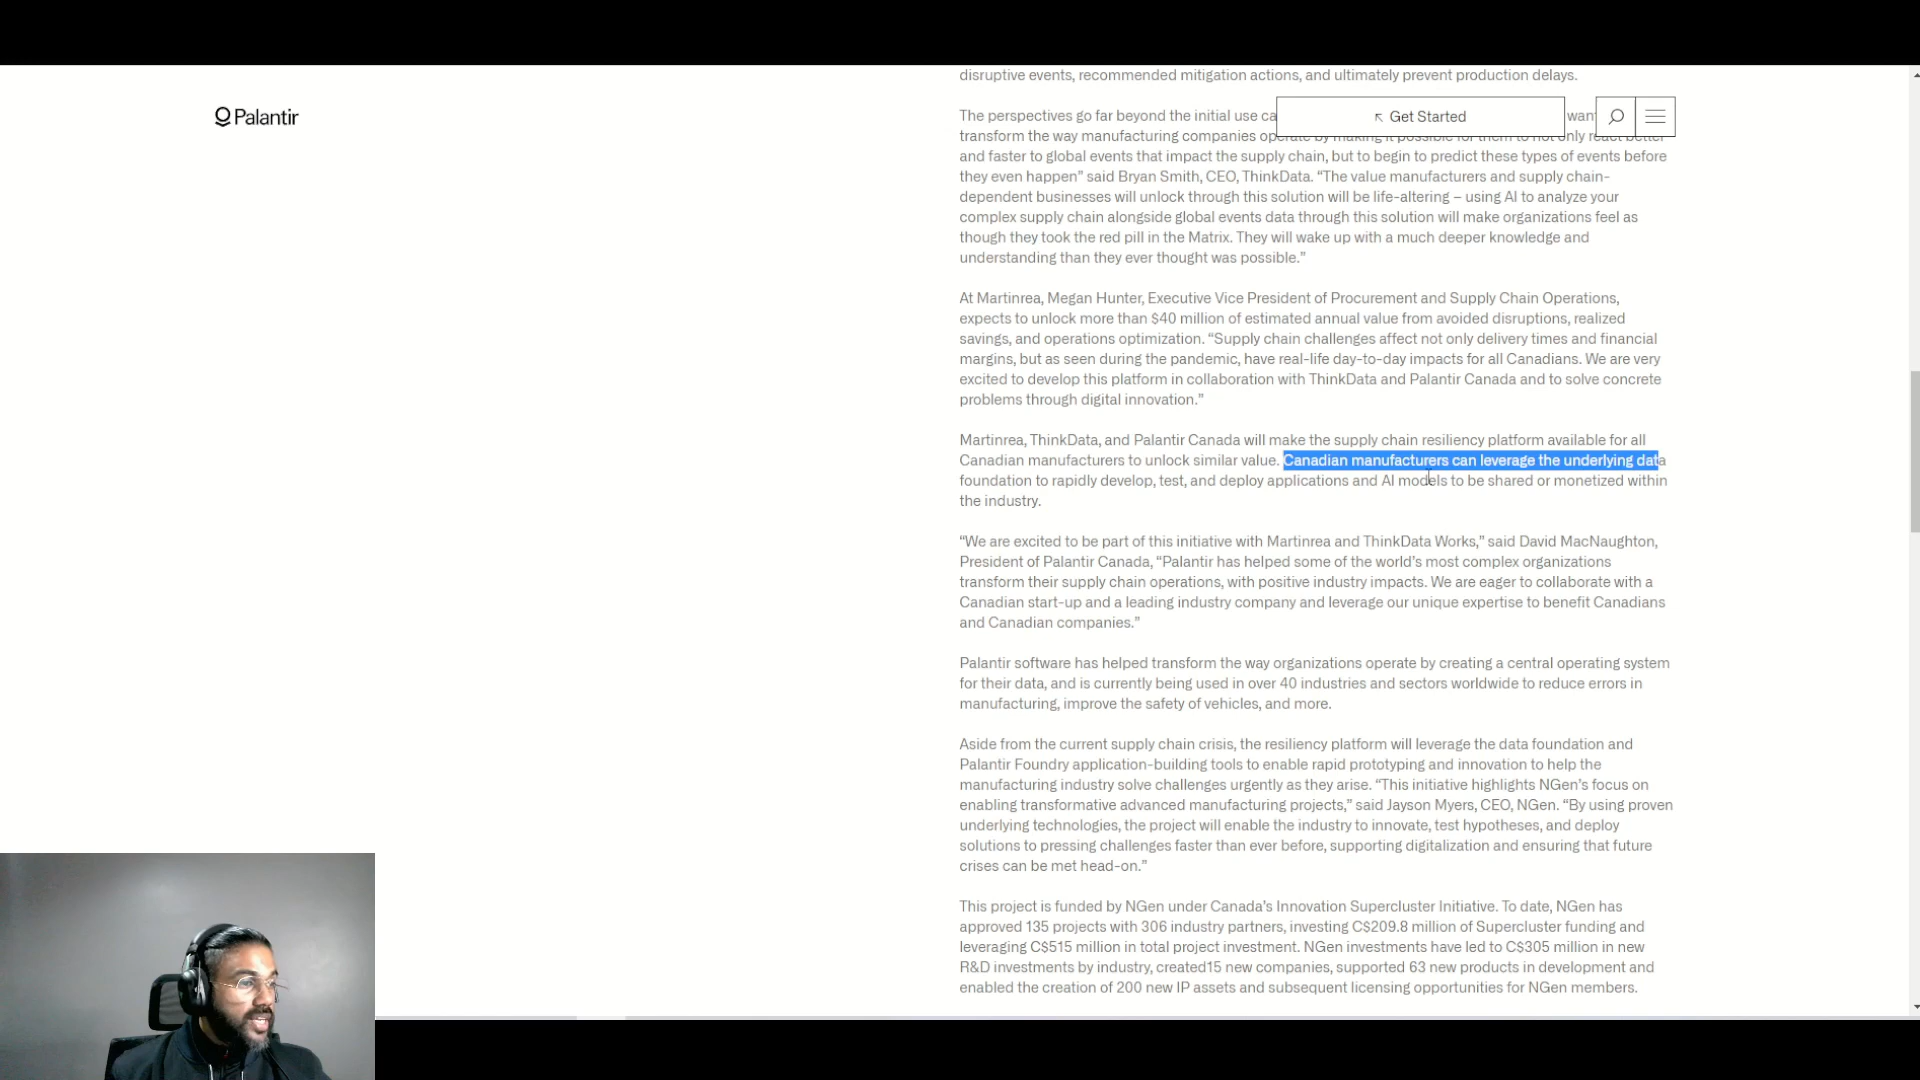 disruptive events, recommended mitigation actions, and ultimately prevent production delays.
Palantir
Get Started
The perspectives go far beyond the initial use ca
wan
transform the way manufacturing companies operate by making it possible for them to not only react better
and faster to global events that impact the supply chain, but to begin to predict these types of events before
they even happen” said Bryan Smith, CEO, ThinkData. “The value manufacturers and supply chain-
dependent businesses will unlock through this solution will be life-altering – using AI to analyze your
complex supply chain alongside global events data through this solution will make organizations feel as
though they took the red pill in the Matrix. They will wake up with a much deeper knowledge and
understanding than they ever thought was possible.”
At Martinrea, Megan Hunter, Executive Vice President of Procurement and Supply Chain Operations,
expects to unlock more than $40 million of estimated annual value from avoided disruptions, realized
savings, and operations optimization. “Supply chain challenges affect not only delivery times and financial
margins, but as seen during the pandemic, have real-life day-to-day impacts for all Canadians. We are very
excited to develop this platform in collaboration with ThinkData and Palantir Canada and to solve concrete
problems through digital innovation.”
Martinrea, ThinkData, and Palantir Canada will make the supply chain resiliency platform available for all
Canadian manufacturers to unlock similar value. Canadian manufacturers can leverage the underlying data
foundation to rapidly develop, test, and deploy applications and AI models to be shared or monetized within
the industry.
“We are excited to be part of this initiative with Martinrea and ThinkData Works,” said David MacNaughton,
President of Palantir Canada, “Palantir has helped some of the world’s most complex organizations
transform their supply chain operations, with positive industry impacts. We are eager to collaborate with a
Canadian start-up and a leading industry company and leverage our unique expertise to benefit Canadians
and Canadian companies.”
Palantir software has helped transform the way organizations operate by creating a central operating system
for their data, and is currently being used in over 40 industries and sectors worldwide to reduce errors in
manufacturing, improve the safety of vehicles, and more.
Aside from the current supply chain crisis, the resiliency platform will leverage the data foundation and
Palantir Foundry application-building tools to enable rapid prototyping and innovation to help the
manufacturing industry solve challenges urgently as they arise. “This initiative highlights NGen’s focus on
enabling transformative advanced manufacturing projects,” said Jayson Myers, CEO, NGen. “By using proven
underlying technologies, the project will enable the industry to innovate, test hypotheses, and deploy
solutions to pressing challenges faster than ever before, supporting digitalization and ensuring that future
crises can be met head-on.”
This project is funded by NGen under Canada’s Innovation Supercluster Initiative. To date, NGen has
approved 135 projects with 306 industry partners, investing C$209.8 million of Supercluster funding and
leveraging C$515 million in total project investment. NGen investments have led to C$305 million in new
R&D investments by industry, created15 new companies, supported 63 new products in development and
enabled the creation of 200 new IP assets and subsequent licensing opportunities for NGen members.